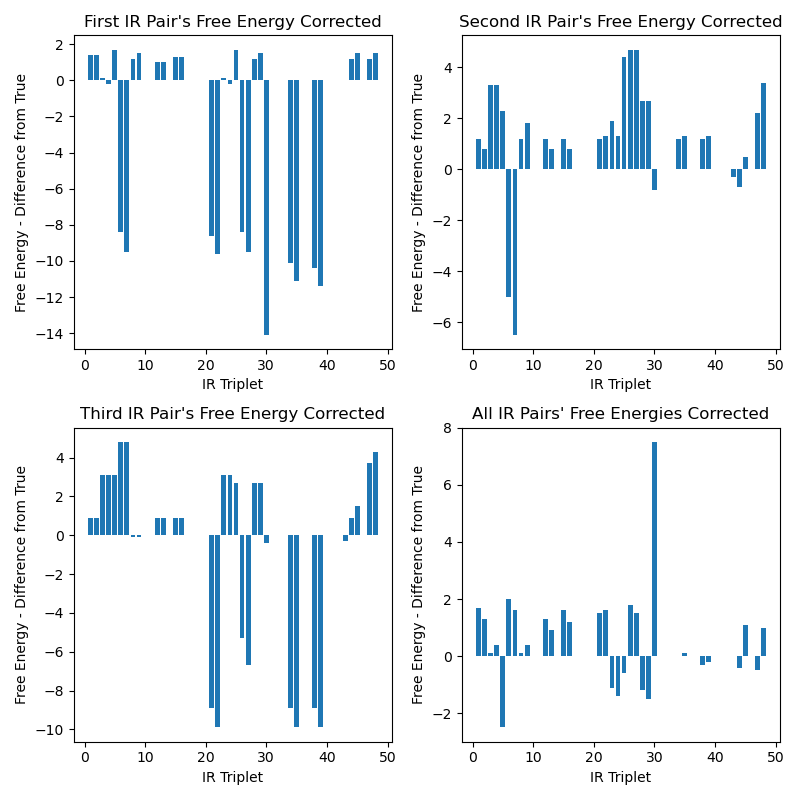 First IR Pair's Free Energy Corrected
Free Energy - Difference from True
2
0
−2
−4
−6
−8
−10
−12
−14
0 10 20 30 40 50
IR Triplet
Second IR Pair's Free Energy Corrected
Free Energy - Difference from True
4
2
0
−2
−4
−6
0 10 20 30 40 50
IR Triplet
Third IR Pair's Free Energy Corrected
Free Energy - Difference from True
4
2
0
−2
−4
−6
−8
−10
0 10 20 30 40 50
IR Triplet
All IR Pairs' Free Energies Corrected
Free Energy - Difference from True
8
6
4
2
0
−2
0 10 20 30 40 50
IR Triplet